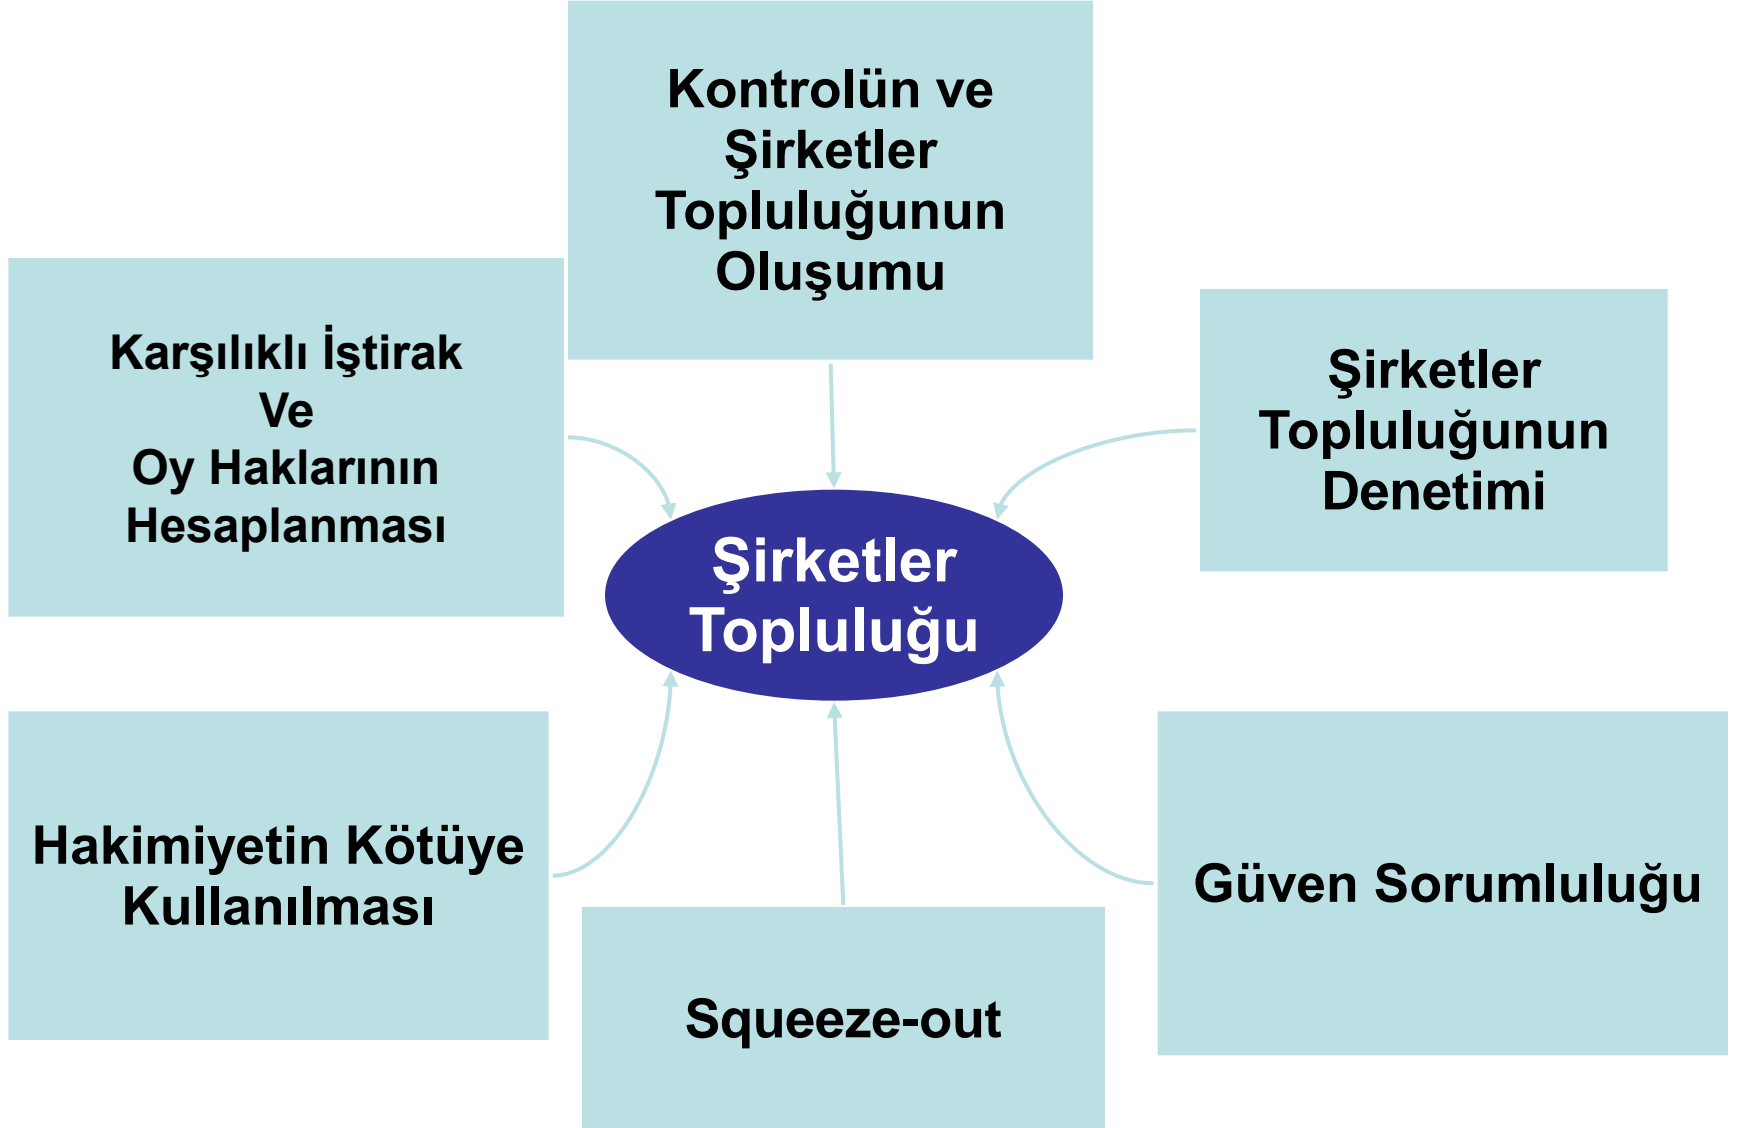 Kontrolün ve
Şirketler
Topluluğunun
Oluşumu
Karşılıklı İştirak
Ve
Oy Haklarının
Hesaplanması
Şirketler
Topluluğunun
Denetimi
Şirketler
Topluluğu
Hakimiyetin Kötüye
Kullanılması
Güven Sorumluluğu
Squeeze-out